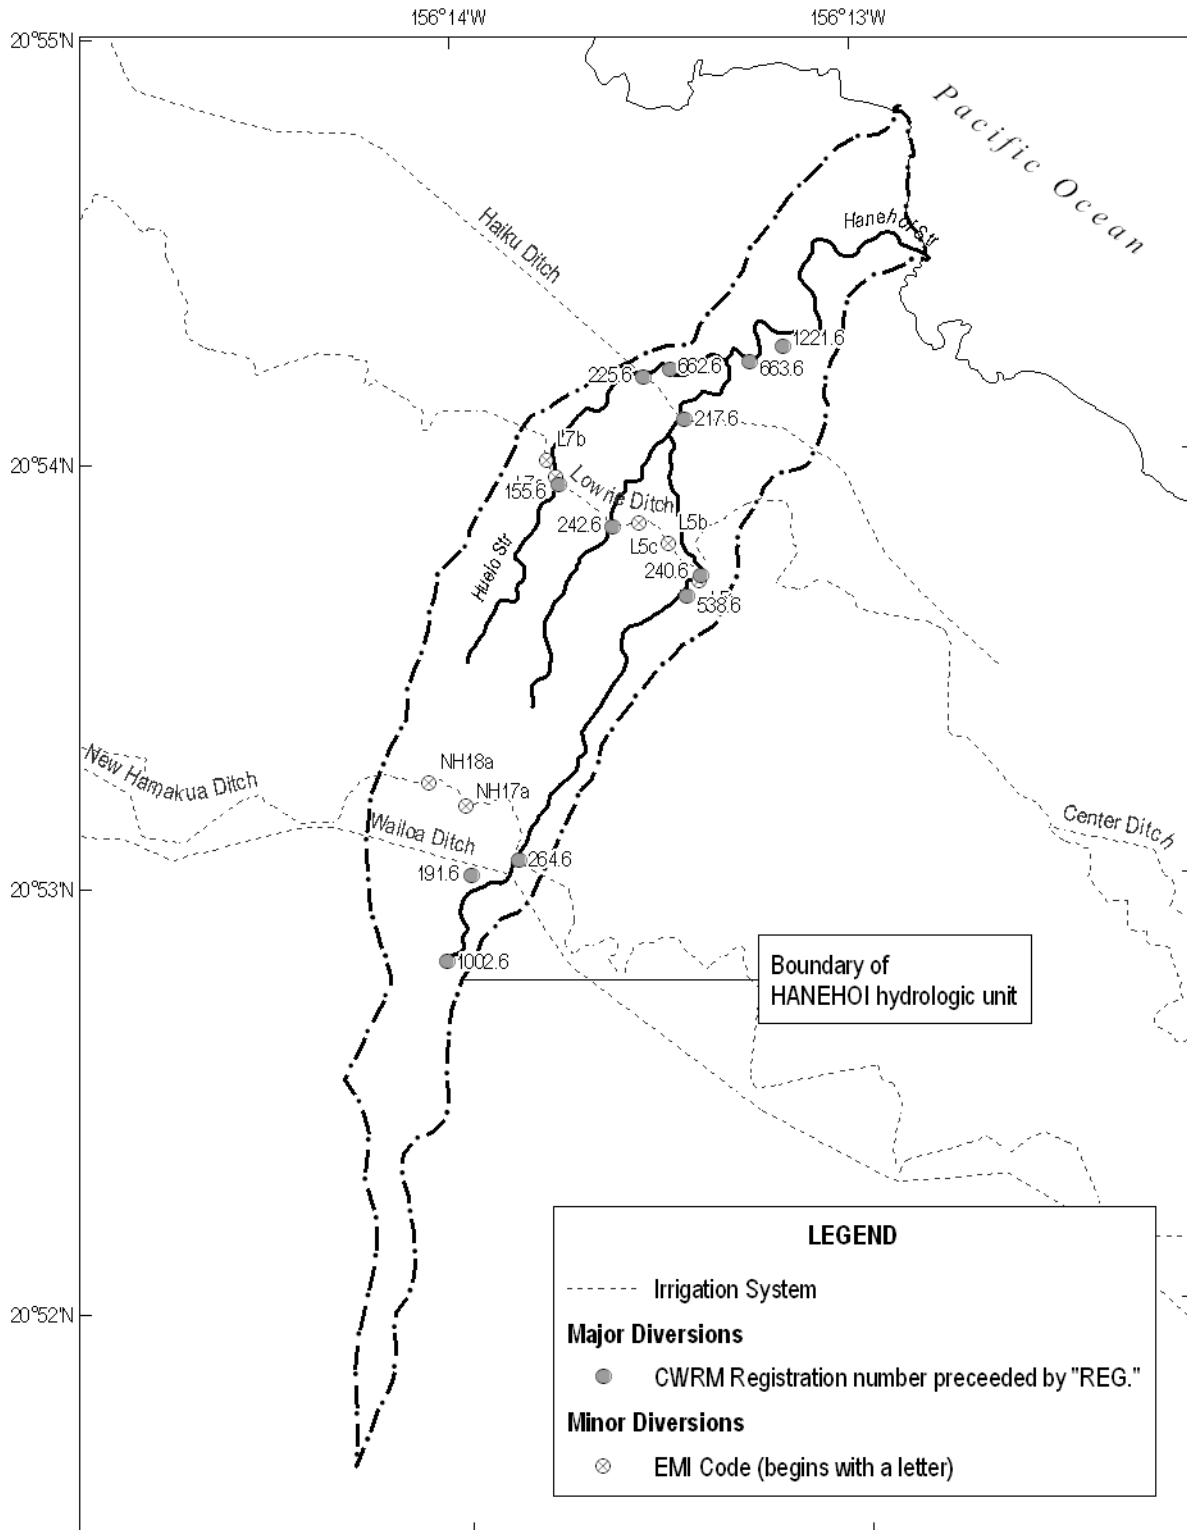 156°14'W
156°13'W
20°55'N
Pacific Ocean
Hanehoi Str
Haiku Ditch
1221.6
662.6
663.6
225.6
217.6
L7b
20°54'N
155.6
Lowrie Ditch
242.6
L5b
L5c
240.6
538.6
Huelo Str
New Hamakua Ditch
NH18a
NH17a
Wailoa Ditch
Center Ditch
264.6
191.6
20°53'N
1002.6
Boundary of
HANEHOI hydrologic unit
LEGEND
Irrigation System
20°52'N
Major Diversions
CWRM Registration number preceeded by "REG."
Minor Diversions
EMI Code (begins with a letter)